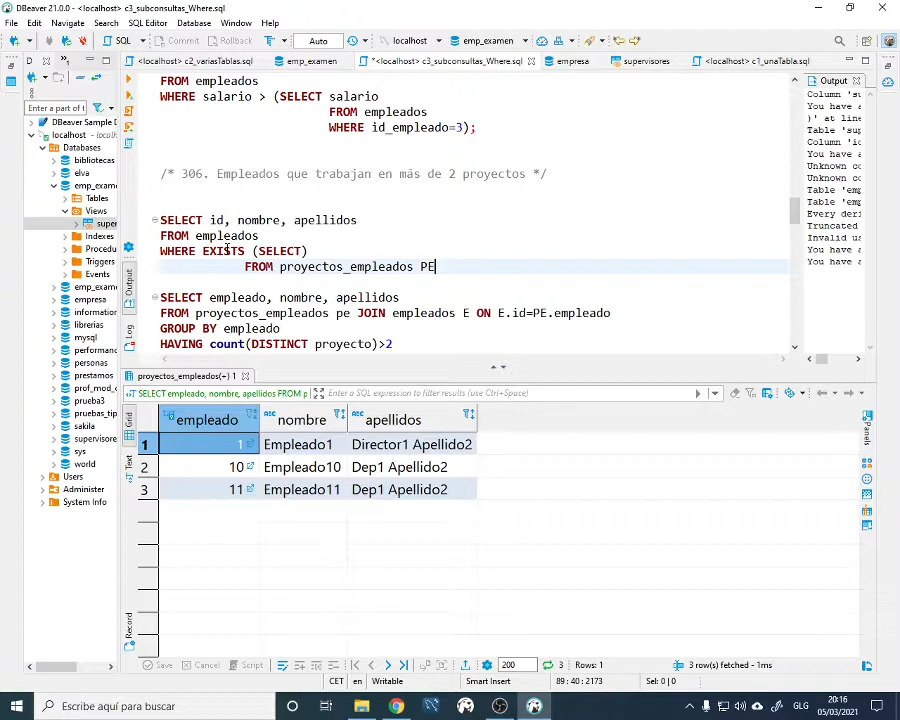 DBeaver 21.0.0 - <localhost> c3_subconsultas_Where.sql
File Edit Navigate Search SQL Editor Database Window Help
SQL Commit Rollback T Auto localhost emp_examen
D <localhost> c2_variasTablas.sql emp_examen *<localhost> c3_subconsultas_Where.sql empresa supervisores <localhost> c1_unaTabla.sql Output
Enter a part of t
DBeaver Sample D
localhost
Databases
bibliotecas
elva
emp_exame
Tables
Views
super
Indexes
Procedu
Triggers
Events
emp_exame
empresa
information
librerias
mysql
performanc
personas
prestamos
prof_mod_c
prueba3
pruebas_tip
sakila
supervisore
sys
world
Users
Administer
System Info
Output
Log
FROM empleados
WHERE salario > (SELECT salario
FROM empleados
WHERE id_empleado=3);
/* 306. Empleados que trabajan en más de 2 proyectos */
SELECT id, nombre, apellidos
FROM empleados
WHERE EXISTS (SELECT)
FROM proyectos_empleados PE
SELECT empleado, nombre, apellidos
FROM proyectos_empleados pe JOIN empleados E ON E.id=PE.empleado
GROUP BY empleado
HAVING count(DISTINCT proyecto)>2
Column 'su
You have a
)' at line
Table 'sup
Column 'id
You have a
Unknown co
Unknown co
Table 'emp
Table 'emp
Every deri
Truncated
Invalid us
You have a
You have a
proyectos_empleados(+) 1
SELECT empleado, nombre, apellidos FROM p Enter a SQL expression to filter results (use Ctrl+Space)
Grid
Text
Record
Panels
empleado nombre apellidos
1 1 Empleado1 Director1 Apellido2
2 10 Empleado10 Dep1 Apellido2
3 11 Empleado11 Dep1 Apellido2
Save Cancel Script 200 3 Rows: 1 3 row(s) fetched - 1ms
CET en Writable Smart Insert 89 : 40 : 2173 Sel: 0 | 0
Escribe aquí para buscar GLG 20:16
05/03/2021